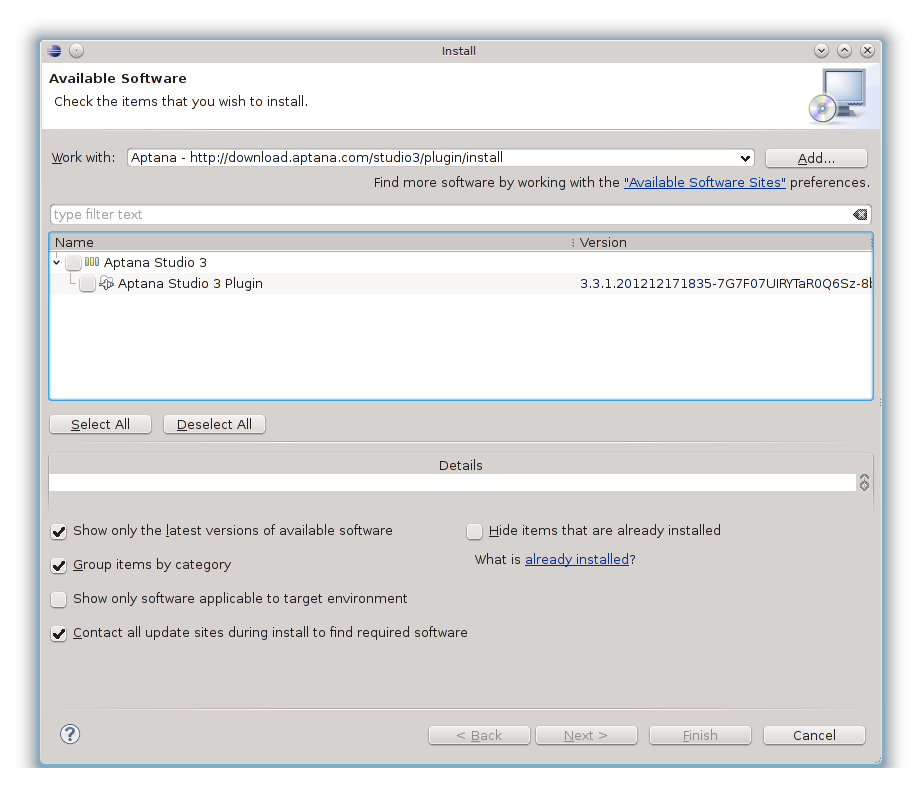 Install
Available Software
Check the items that you wish to install.
Work with: Aptana - http://download.aptana.com/studio3/plugin/install Add...
Find more software by working with the "Available Software Sites" preferences.
type filter text
Name Version
Aptana Studio 3
Aptana Studio 3 Plugin 3.3.1.201212171835-7G7F07UIRYTaR0Q6Sz-8b
Select All Deselect All
Details
Show only the latest versions of available software Hide items that are already installed
Group items by category What is already installed?
Show only software applicable to target environment
Contact all update sites during install to find required software
? < Back Next > Finish Cancel